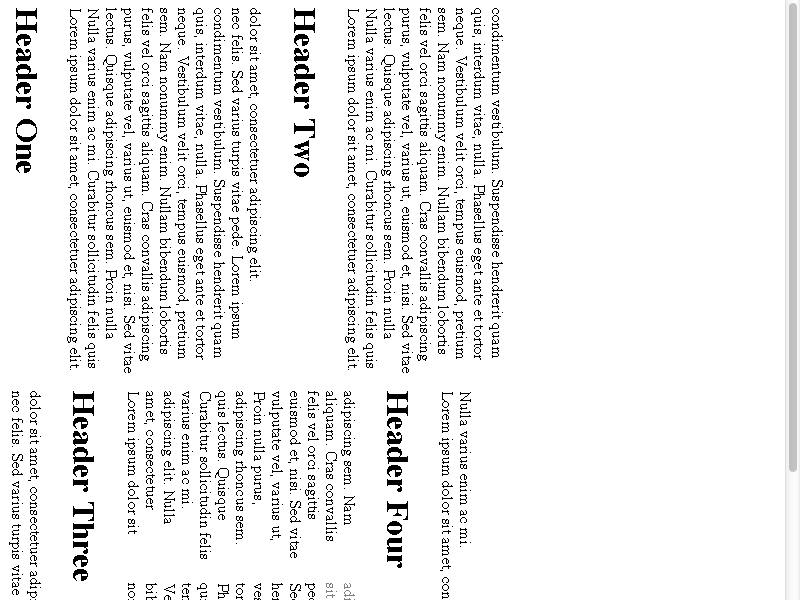 Header One
Lorem ipsum dolor sit amet, consectetuer adipiscing elit.
Nulla varius enim ac mi. Curabitur sollicitudin felis quis
lectus. Quisque adipiscing rhoncus sem. Proin nulla
purus, vulputate vel, varius ut, euismod et, nisi. Sed vitae
felis vel orci sagittis aliquam. Cras convallis adipiscing
sem. Nam nonummy enim. Nullam bibendum lobortis
neque. Vestibulum velit orci, tempus euismod, pretium
quis, interdum vitae, nulla. Phasellus eget ante et tortor
condimentum vestibulum. Suspendisse hendrerit quam
nec felis. Sed varius turpis vitae pede. Lorem ipsum
dolor sit amet, consectetuer adipiscing elit.
Header Two
Lorem ipsum dolor sit amet, consectetuer adipiscing elit.
Nulla varius enim ac mi. Curabitur sollicitudin felis quis
lectus. Quisque adipiscing rhoncus sem. Proin nulla
purus, vulputate vel, varius ut, euismod et, nisi. Sed vitae
felis vel orci sagittis aliquam. Cras convallis adipiscing
sem. Nam nonummy enim. Nullam bibendum lobortis
neque. Vestibulum velit orci, tempus euismod, pretium
quis, interdum vitae, nulla. Phasellus eget ante et tortor
condimentum vestibulum. Suspendisse hendrerit quam
nec felis. Sed varius turpis vitae
dolor sit amet, consectetuer adip
Header Three
Lorem ipsum dolor sit
amet, consectetuer
adipiscing elit. Nulla
varius enim ac mi.
Curabitur sollicitudin felis
quis lectus. Quisque
adipiscing rhoncus sem.
Proin nulla purus,
vulputate vel, varius ut,
euismod et, nisi. Sed vitae
felis vel orci sagittis
aliquam. Cras convallis
adipiscing sem. Nam
Header Four
Lorem ipsum dolor sit amet, con
Nulla varius enim ac mi.